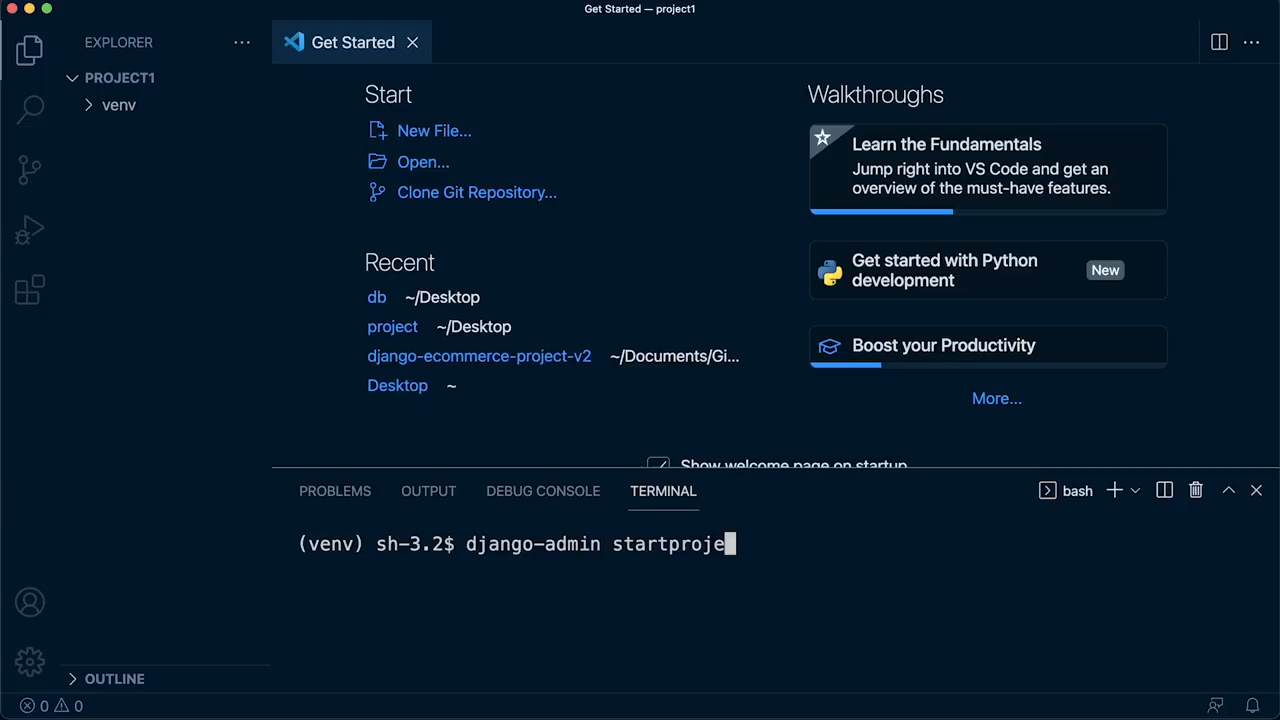 Get Started — project1
EXPLORER
Get Started
PROJECT1
venv
Start
New File...
Open...
Clone Git Repository...
Recent
db ~/Desktop
project ~/Desktop
django-ecommerce-project-v2 ~/Documents/Gi...
Desktop ~
Walkthroughs
Learn the Fundamentals
Jump right into VS Code and get an
overview of the must-have features.
Get started with Python
development
New
Boost your Productivity
More...
Show welcome page on startup
PROBLEMS OUTPUT DEBUG CONSOLE TERMINAL
bash
(venv) sh-3.2$ django-admin startproje
OUTLINE
0 0